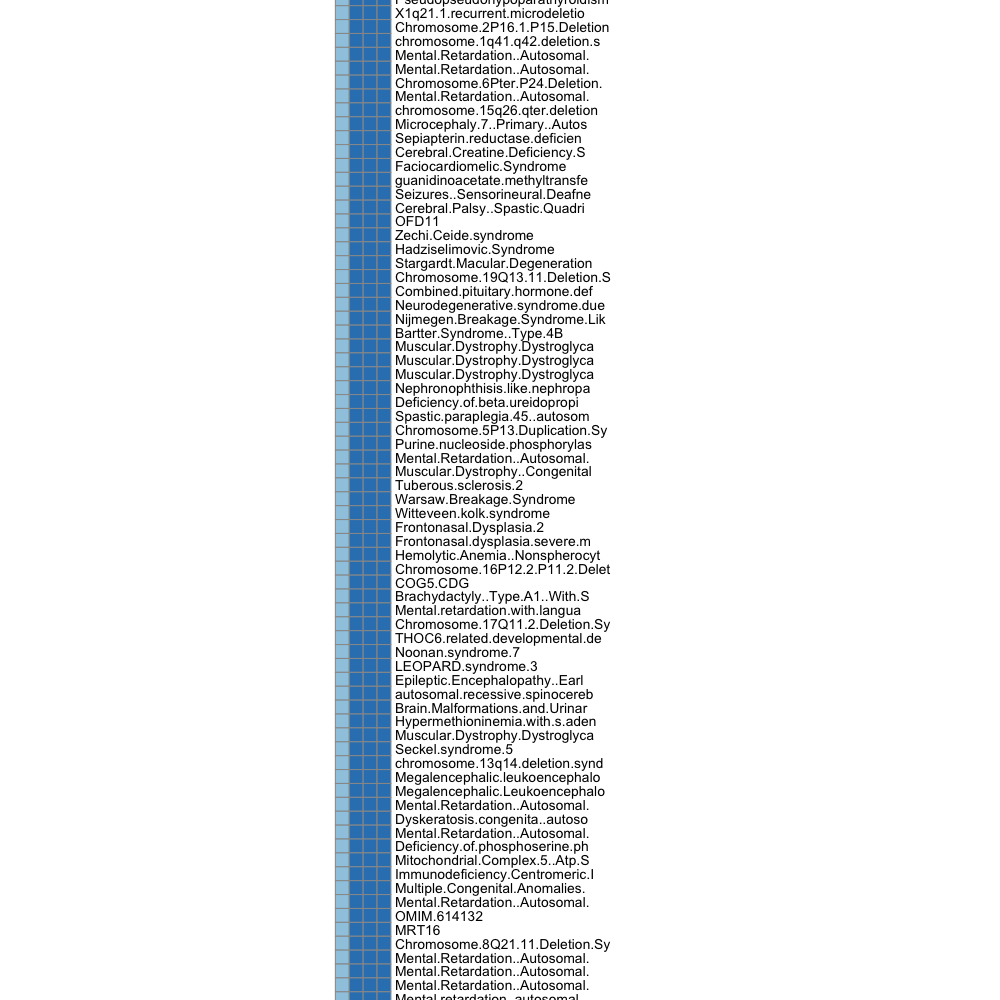 Pseudopseudohypoparathyroidism
X1q21.1.recurrent.microdeletio
Chromosome.2P16.1.P15.Deletion
chromosome.1q41.q42.deletion.s
Mental.Retardation..Autosomal.
Mental.Retardation..Autosomal.
Chromosome.6Pter.P24.Deletion.
Mental.Retardation..Autosomal.
chromosome.15q26.qter.deletion
Microcephaly.7..Primary..Autos
Sepiapterin.reductase.deficien
Cerebral.Creatine.Deficiency.S
Faciocardiomelic.Syndrome
guanidinoacetate.methyltransfe
Seizures..Sensorineural.Deafne
Cerebral.Palsy..Spastic.Quadri
OFD11
Zechi.Ceide.syndrome
Hadziselimovic.Syndrome
Stargardt.Macular.Degeneration
Chromosome.19Q13.11.Deletion.S
Combined.pituitary.hormone.def
Neurodegenerative.syndrome.due
Nijmegen.Breakage.Syndrome.Lik
Bartter.Syndrome..Type.4B
Muscular.Dystrophy.Dystroglyca
Muscular.Dystrophy.Dystroglyca
Muscular.Dystrophy.Dystroglyca
Nephronophthisis.like.nephropa
Deficiency.of.beta.ureidopropi
Spastic.paraplegia.45..autosom
Chromosome.5P13.Duplication.Sy
Purine.nucleoside.phosphorylas
Mental.Retardation..Autosomal.
Muscular.Dystrophy..Congenital
Tuberous.sclerosis.2
Warsaw.Breakage.Syndrome
Witteveen.kolk.syndrome
Frontonasal.Dysplasia.2
Frontonasal.dysplasia.severe.m
Hemolytic.Anemia..Nonspherocyt
Chromosome.16P12.2.P11.2.Delet
COG5.CDG
Brachydactyly..Type.A1..With.S
Mental.retardation.with.langua
Chromosome.17Q11.2.Deletion.Sy
THOC6.related.developmental.de
Noonan.syndrome.7
LEOPARD.syndrome.3
Epileptic.Encephalopathy..Earl
autosomal.recessive.spinocereb
Brain.Malformations.and.Urinar
Hypermethioninemia.with.s.aden
Muscular.Dystrophy.Dystroglyca
Seckel.syndrome.5
chromosome.13q14.deletion.synd
Megalencephalic.leukoencephalo
Megalencephalic.Leukoencephalo
Mental.Retardation..Autosomal.
Dyskeratosis.congenita..autoso
Mental.Retardation..Autosomal.
Deficiency.of.phosphoserine.ph
Mitochondrial.Complex.5..Atp.S
Immunodeficiency.Centromeric.I
Multiple.Congenital.Anomalies.
Mental.Retardation..Autosomal.
OMIM.614132
MRT16
Chromosome.8Q21.11.Deletion.Sy
Mental.Retardation..Autosomal.
Mental.Retardation..Autosomal.
Mental.Retardation..Autosomal.
Mental.retardation..autosomal.